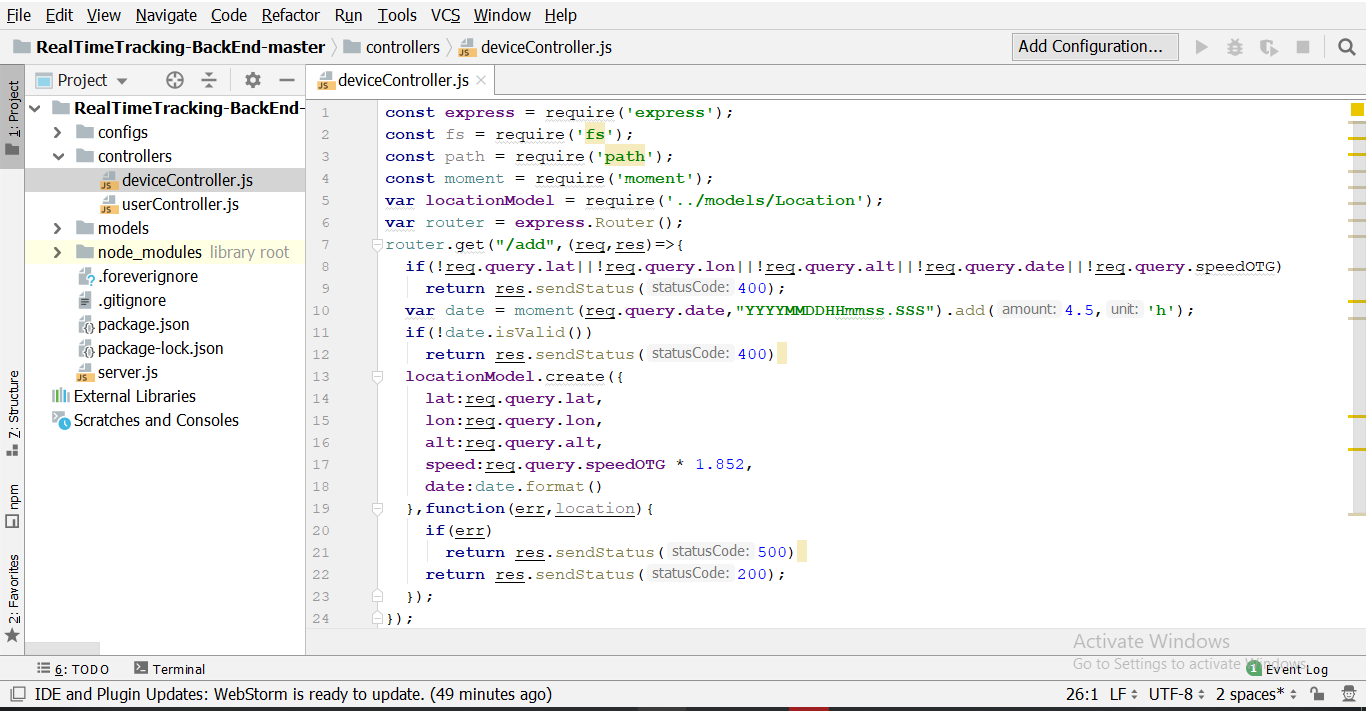 File Edit View Navigate Code Refactor Run Tools VCS Window Help
RealTimeTracking-BackEnd-master controllers deviceController.js Add Configuration...
1: Project
Project
deviceController.js
RealTimeTracking-BackEnd-
configs
controllers
deviceController.js
userController.js
models
node_modules library root
.foreverignore
.gitignore
package.json
package-lock.json
server.js
External Libraries
Scratches and Consoles
7: Structure
npm
2: Favorites
1 const express = require('express');
2 const fs = require('fs');
3 const path = require('path');
4 const moment = require('moment');
5 var locationModel = require('../models/Location');
6 var router = express.Router();
7 router.get("/add",(req,res)=>{
8 if(!req.query.lat||!req.query.lon||!req.query.alt||!req.query.date||!req.query.speedOTG)
9 return res.sendStatus( statusCode: 400);
10 var date = moment(req.query.date,"YYYYMMDDHHmmss.SSS").add( amount: 4.5, unit: 'h');
11 if(!date.isValid())
12 return res.sendStatus( statusCode: 400)
13 locationModel.create({
14 lat:req.query.lat,
15 lon:req.query.lon,
16 alt:req.query.alt,
17 speed:req.query.speedOTG * 1.852,
18 date:date.format()
19 },function(err,location){
20 if(err)
21 return res.sendStatus( statusCode: 500)
22 return res.sendStatus( statusCode: 200);
23 });
24 });
Activate Windows
Go to Settings to activate Windows.
6: TODO Terminal Event Log
IDE and Plugin Updates: WebStorm is ready to update. (49 minutes ago) 26:1 LF UTF-8 2 spaces*